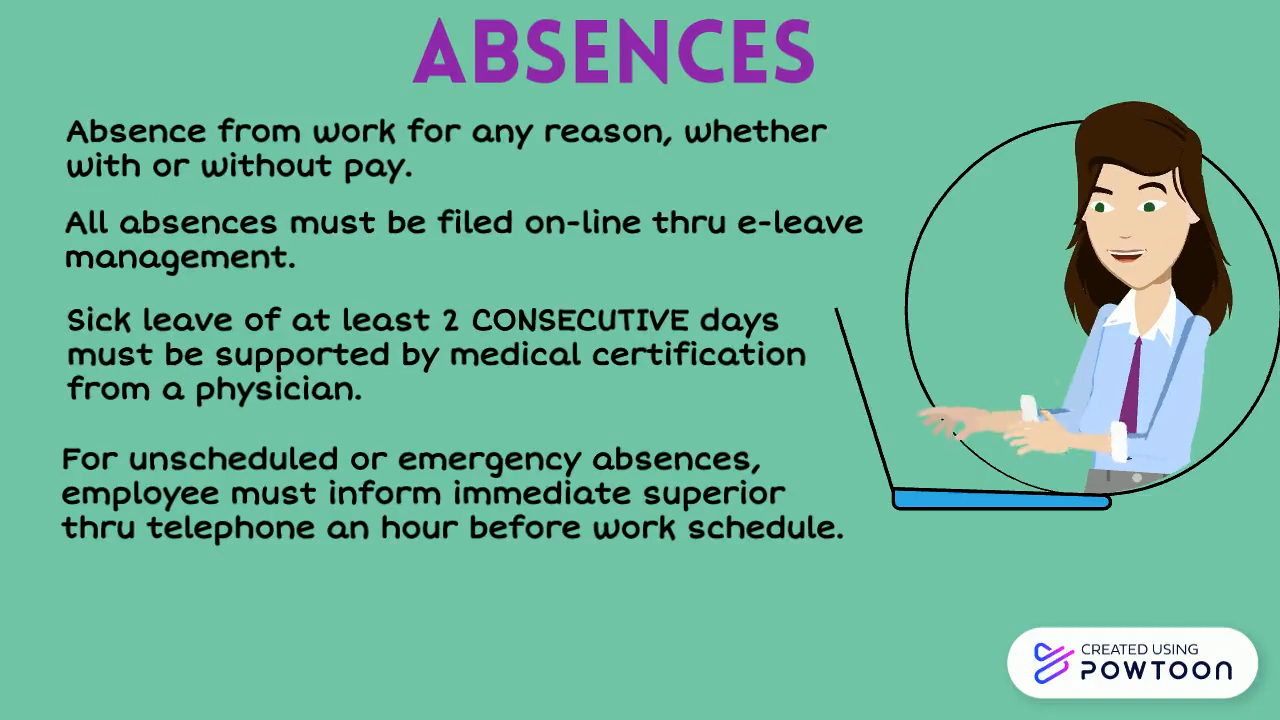 ABSENCES
Absence from work for any reason, whether
with or without pay.
All absences must be filed on-line thru e-leave
management.
Sick leave of at least 2 CONSECUTIVE days
must be supported by medical certification
from a physician.
For unscheduled or emergency absences,
employee must inform immediate superior
thru telephone an hour before work schedule.
CREATED USING
POWTOON